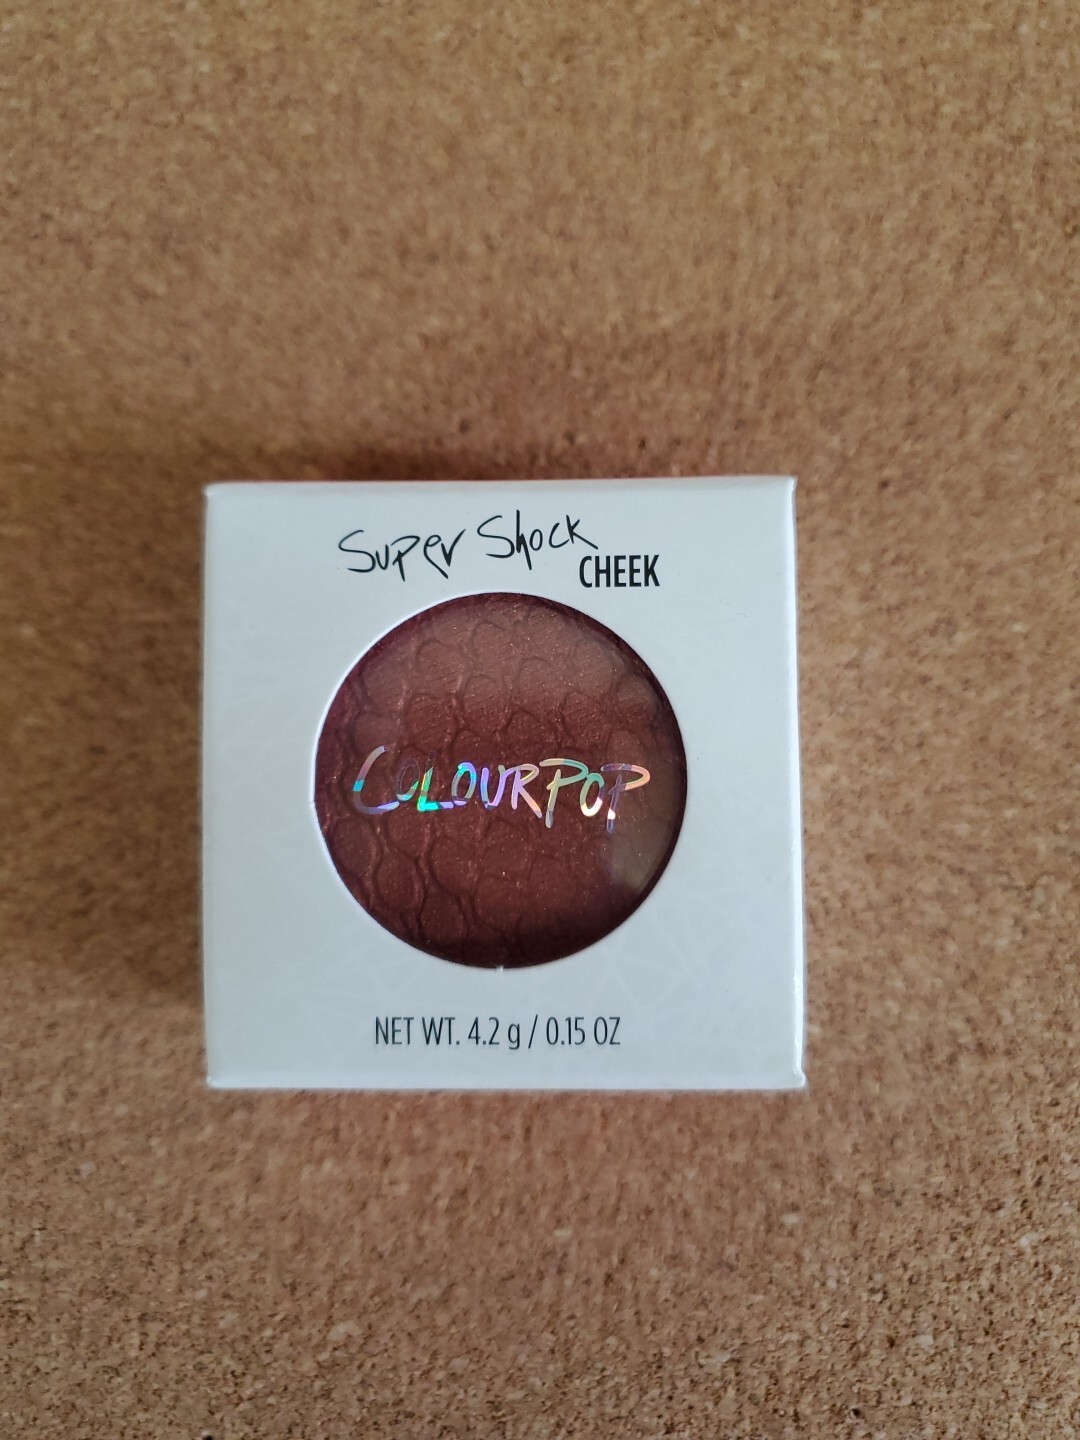 Super Shock
CHEEK
COLOURPOP
NET WT. 4.2 g / 0.15 OZ